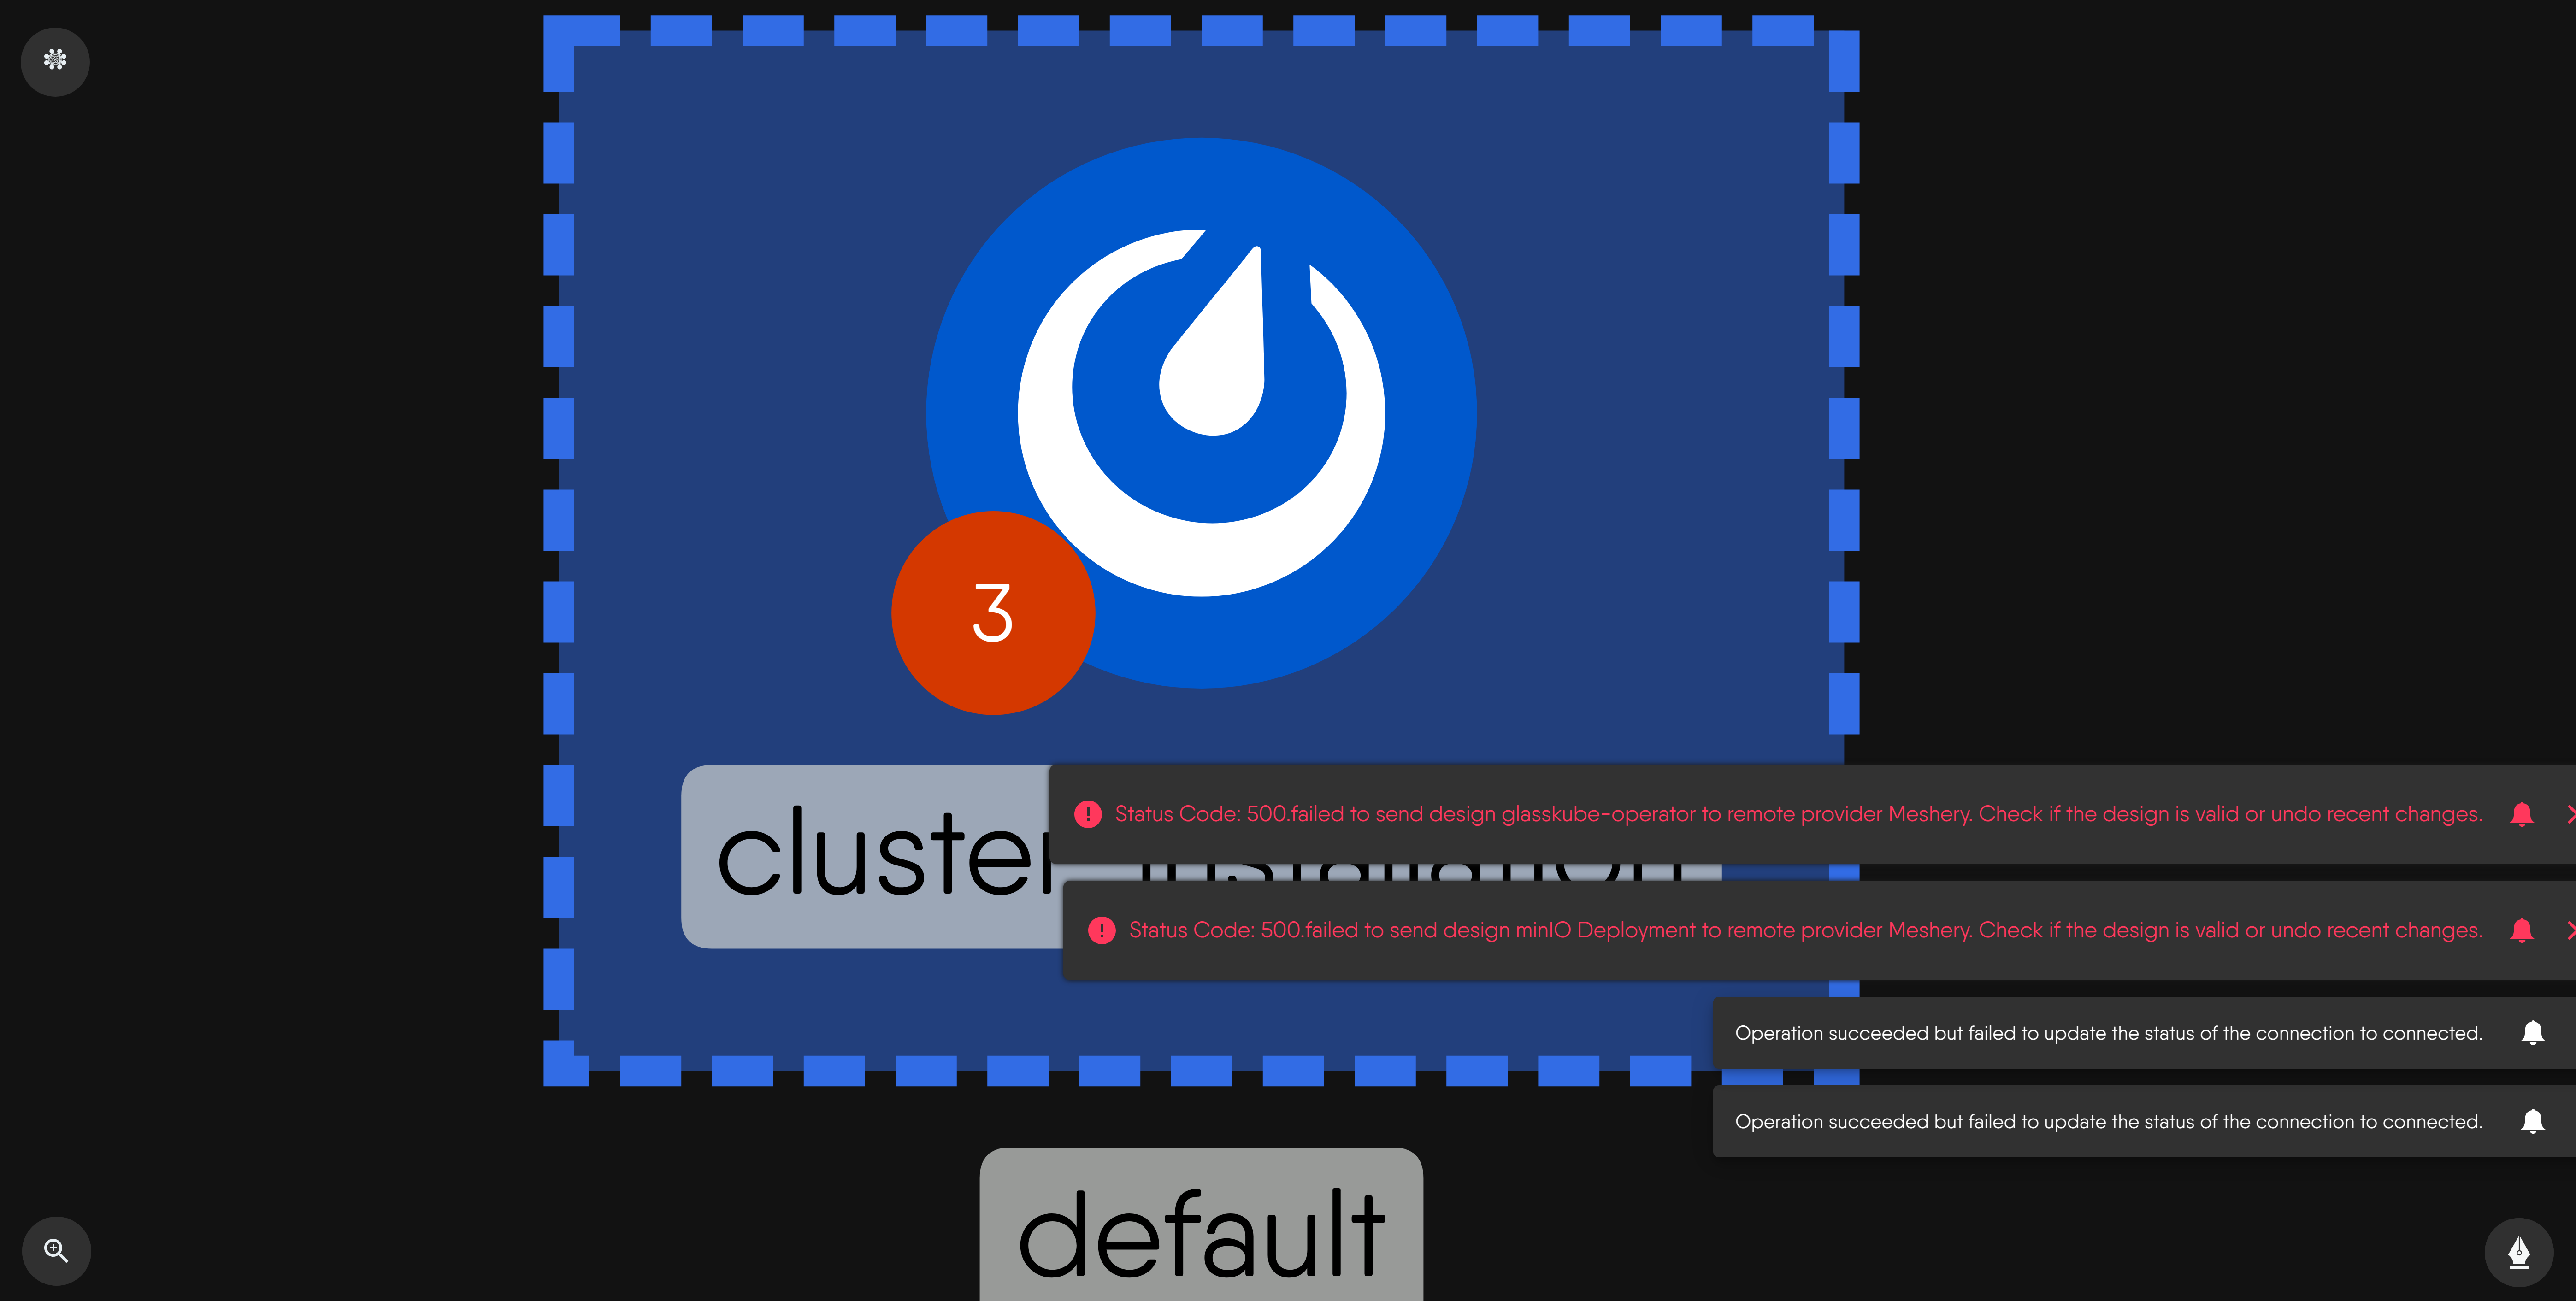 3
cluster
Status Code: 500.failed to send design glasskube-operator to remote provider Meshery. Check if the design is valid or undo recent changes.
Status Code: 500.failed to send design minIO Deployment to remote provider Meshery. Check if the design is valid or undo recent changes.
Operation succeeded but failed to update the status of the connection to connected.
Operation succeeded but failed to update the status of the connection to connected.
default